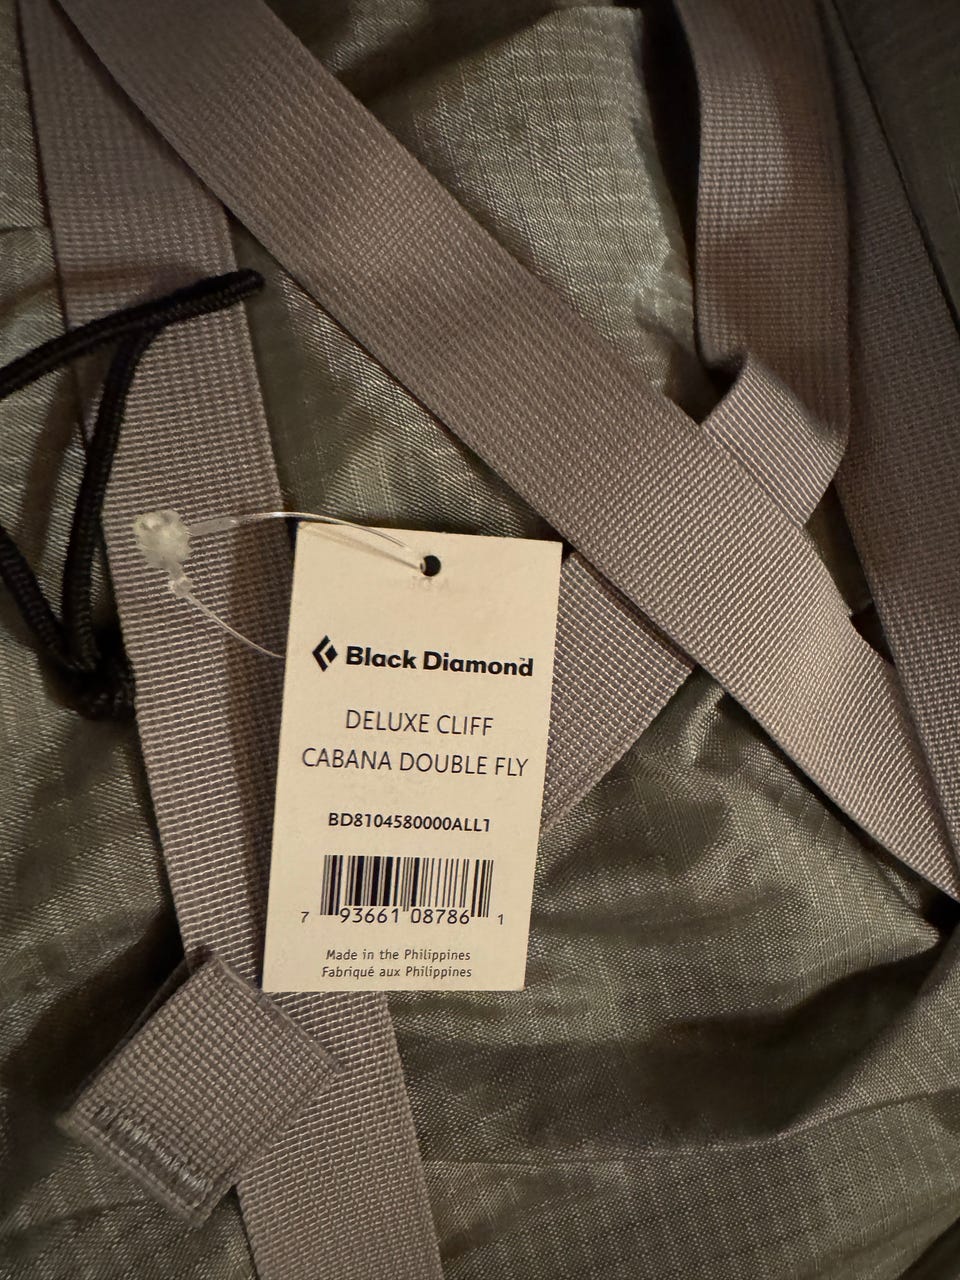 Black Diamond
DELUXE CLIFF
CABANA DOUBLE FLY
BD8104580000ALL1
7 93661 08786 1
Made in the Philippines
Fabriqué aux Philippines